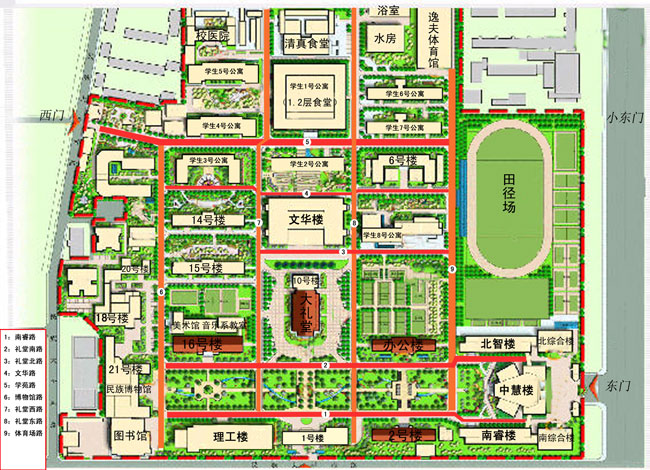 浴室
校医院
清真食堂
水房
逸夫体育馆
学生5号公寓
学生1号公寓
(1.2层食堂)
学生6号公寓
西门
小东门
学生4号公寓
学生7号公寓
5
学生3号公寓
学生2号公寓
6号楼
田径场
4
14号楼
7
文华楼
8
学生8号公寓
3
20号楼
15号楼
10号楼
大礼堂
9
6
18号楼
美术馆 音乐系教室
16号楼
办公楼
北智楼
北综合楼
2
21号楼
民族博物馆
中慧楼
东门
1
图书馆
理工楼
1号楼
2号楼
南睿楼
南综合楼
1：南睿路
2：礼堂南路
3：礼堂北路
4：文华路
5：学苑路
6：博物馆路
7：礼堂西路
8：礼堂东路
9：体育场路